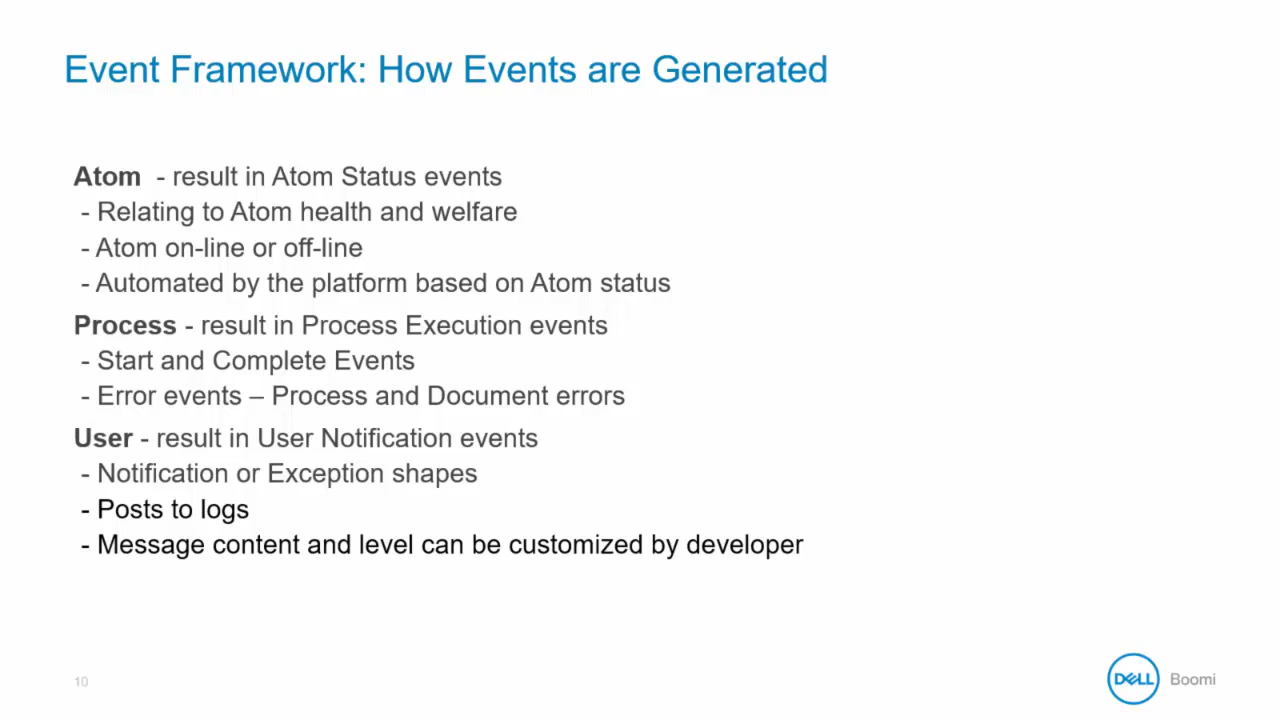 Event Framework: How Events are Generated
Atom - result in Atom Status events
- Relating to Atom health and welfare
- Atom on-line or off-line
- Automated by the platform based on Atom status
Process - result in Process Execution events
- Start and Complete Events
- Error events – Process and Document errors
User - result in User Notification events
- Notification or Exception shapes
- Posts to logs
- Message content and level can be customized by developer
10
DELL Boomi